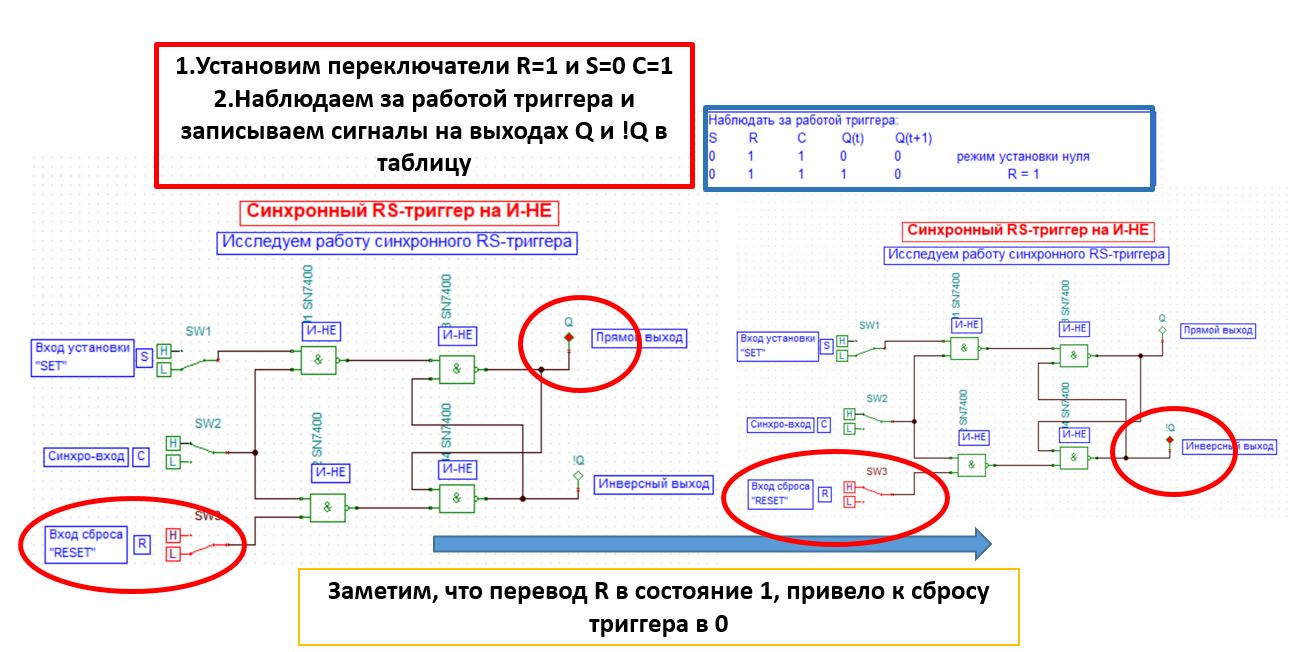 1.Установим переключатели R=1 и S=0 C=1
2.Наблюдаем за работой триггера и
записываем сигналы на выходах Q и !Q в
таблицу
Наблюдать за работой триггера:
S R C Q(t) Q(t+1)
0 1 1 0 0 режим установки нуля
0 1 1 1 0 R = 1
Синхронный RS-триггер на И-НЕ
Исследуем работу синхронного RS-триггера
SN7400
SN7400
И-НЕ
И-НЕ
Q
Прямой выход
SW1
Вход установки
"SET"
S
H
L
&
&
SW2
Синхро-вход
C
H
L
SN7400
SN7400
И-НЕ
И-НЕ
!Q
Инверсный выход
&
&
SW3
Вход сброса
"RESET"
R
H
L
Синхронный RS-триггер на И-НЕ
Исследуем работу синхронного RS-триггера
SN7400
SN7400
И-НЕ
И-НЕ
Q
Прямой выход
SW1
Вход установки
"SET"
S
H
L
&
&
SW2
Синхро-вход
C
H
L
SN7400
SN7400
И-НЕ
И-НЕ
!Q
Инверсный выход
&
&
SW3
Вход сброса
"RESET"
R
H
L
Заметим, что перевод R в состояние 1, привело к сбросу
триггера в 0